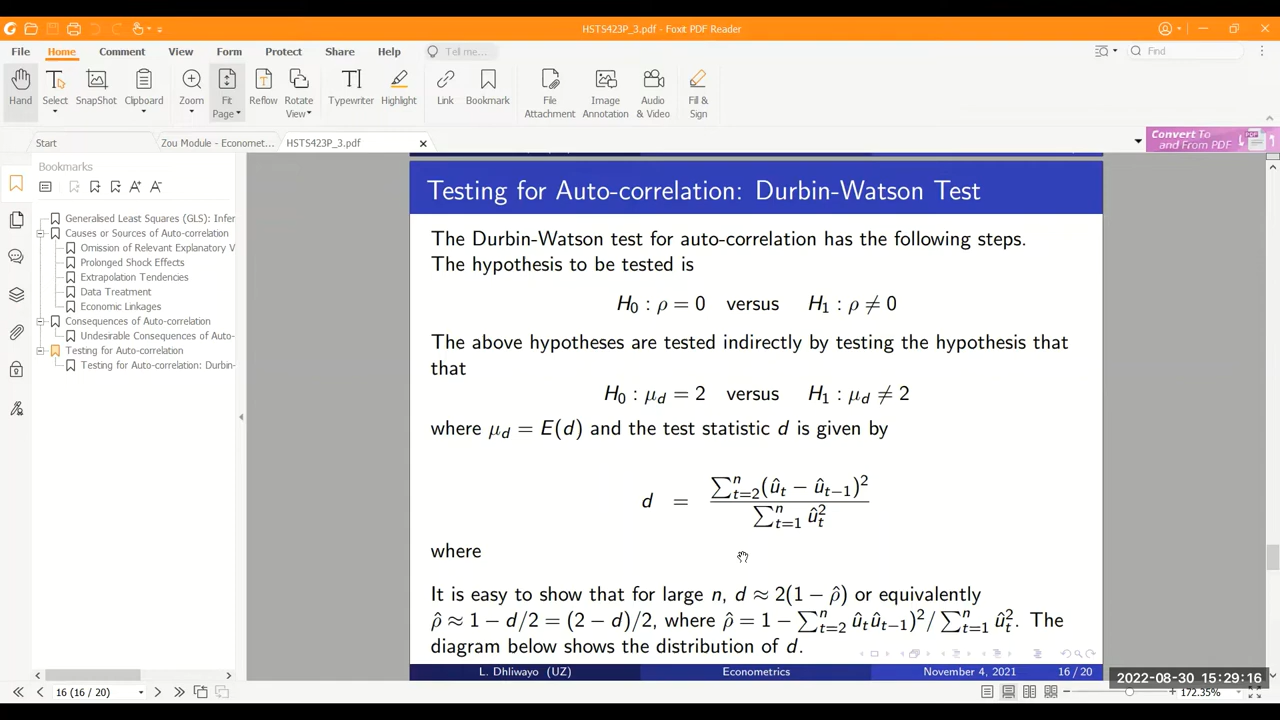 HSTS423P_3.pdf - Foxit PDF Reader
File Home Comment View Form Protect Share Help Tell me... Find
Hand Select SnapShot Clipboard Zoom Fit Page Reflow Rotate View Typewriter Highlight Link Bookmark File Attachment Image Annotation Audio & Video Fill & Sign
Start Zou Module - Economet... HSTS423P_3.pdf
Convert To
and From PDF
Bookmarks
Generalised Least Squares (GLS): Infer
Causes or Sources of Auto-correlation
Omission of Relevant Explanatory V
Prolonged Shock Effects
Extrapolation Tendencies
Data Treatment
Economic Linkages
Consequences of Auto-correlation
Undesirable Consequences of Auto-
Testing for Auto-correlation
Testing for Auto-correlation: Durbin-
Testing for Auto-correlation: Durbin-Watson Test
The Durbin-Watson test for auto-correlation has the following steps.
The hypothesis to be tested is
H₀ : ρ = 0 versus H₁ : ρ ≠ 0
The above hypotheses are tested indirectly by testing the hypothesis that
that
H₀ : μ_d = 2 versus H₁ : μ_d ≠ 2
where μ_d = E(d) and the test statistic d is given by
d = ∑ⁿₜ₌₂(ûₜ − ûₜ₋₁)² / ∑ⁿₜ₌₁ ûₜ²
where
It is easy to show that for large n, d ≈ 2(1 − ρ̂) or equivalently
ρ̂ ≈ 1 − d/2 = (2 − d)/2, where ρ̂ = 1 − ∑ⁿₜ₌₂ ûₜûₜ₋₁)²/ ∑ⁿₜ₌₁ ûₜ². The
diagram below shows the distribution of d.
L. Dhliwayo (UZ) Econometrics November 4, 2021 16 / 20
2022-08-30 15:29:16
16 (16 / 20) 172.35%